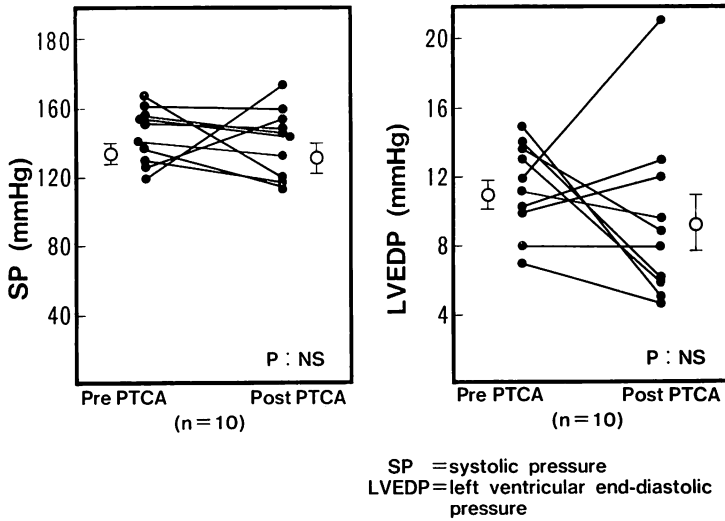 SP (mmHg)
180
160
120
80
40
P : NS
Pre PTCA
Post PTCA
(n=10)
LVEDP (mmHg)
20
16
12
8
4
P : NS
Pre PTCA
Post PTCA
(n=10)
SP =systolic pressure
LVEDP=left ventricular end-diastolic
pressure